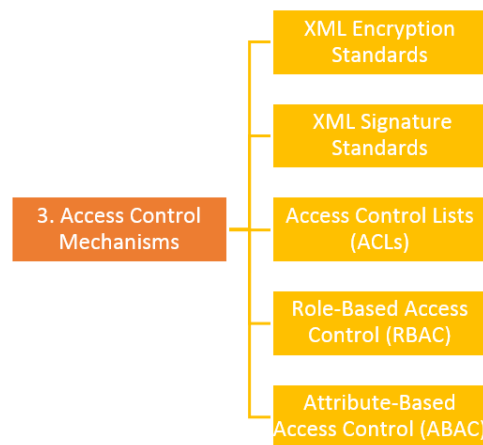 XML Encryption
Standards
XML Signature
Standards
3. Access Control
Mechanisms
Access Control Lists
(ACLs)
Role-Based Access
Control (RBAC)
Attribute-Based
Access Control (ABAC)